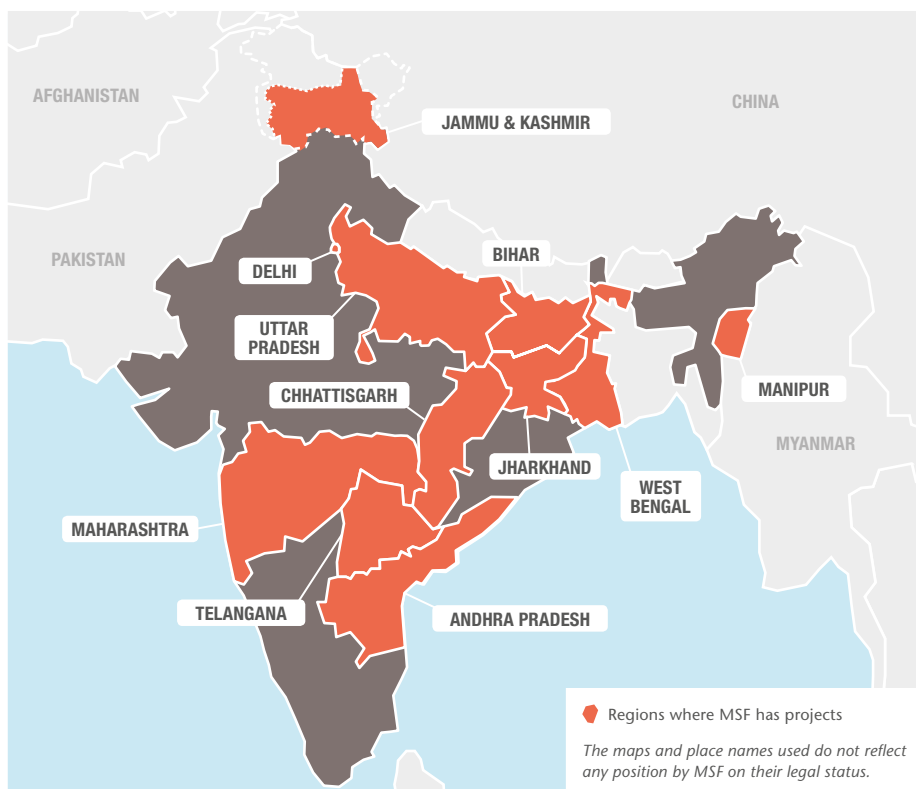 AFGHANISTAN
CHINA
JAMMU & KASHMIR
PAKISTAN
DELHI
BIHAR
UTTAR
PRADESH
CHHATTISGARH
MANIPUR
MYANMAR
JHARKHAND
WEST
BENGAL
MAHARASHTRA
TELANGANA
ANDHRA PRADESH
Regions where MSF has projects
The maps and place names used do not reflect
any position by MSF on their legal status.